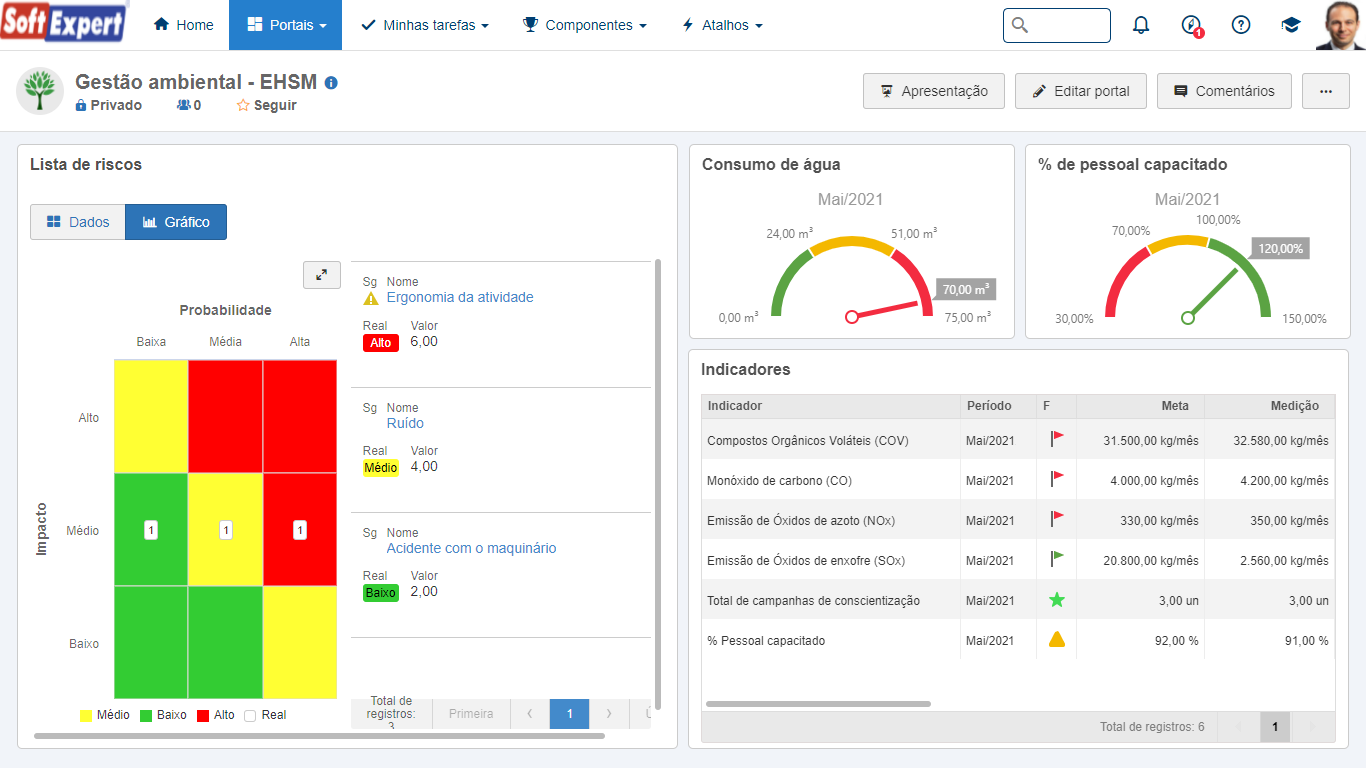 SoftExpert
Home
Portais
Minhas tarefas
Componentes
Atalhos
1
Gestão ambiental - EHSM
Privado
0
Seguir
Apresentação
Editar portal
Comentários
...
Lista de riscos
Dados
Gráfico
Probabilidade
Baixa Média Alta
Alto
Impacto
Médio
1 1 1
Baixo
Médio Baixo Alto Real
Sg Nome
Ergonomia da atividade
Real Valor
Alto 6,00
Sg Nome
Ruído
Real Valor
Médio 4,00
Sg Nome
Acidente com o maquinário
Real Valor
Baixo 2,00
Total de
registros:
3
Primeira
1
Consumo de água
Mai/2021
24,00 m³ 51,00 m³
70,00 m³
0,00 m³ 75,00 m³
% de pessoal capacitado
Mai/2021
100,00%
70,00%
120,00%
30,00% 150,00%
Indicadores
Indicador Período F Meta Medição
Compostos Orgânicos Voláteis (COV) Mai/2021 31.500,00 kg/mês 32.580,00 kg/mês
Monóxido de carbono (CO) Mai/2021 4.000,00 kg/mês 4.200,00 kg/mês
Emissão de Óxidos de azoto (NOx) Mai/2021 330,00 kg/mês 350,00 kg/mês
Emissão de Óxidos de enxofre (SOx) Mai/2021 20.800,00 kg/mês 2.560,00 kg/mês
Total de campanhas de conscientização Mai/2021 3,00 un 3,00 un
% Pessoal capacitado Mai/2021 92,00 % 91,00 %
Total de registros: 6
1